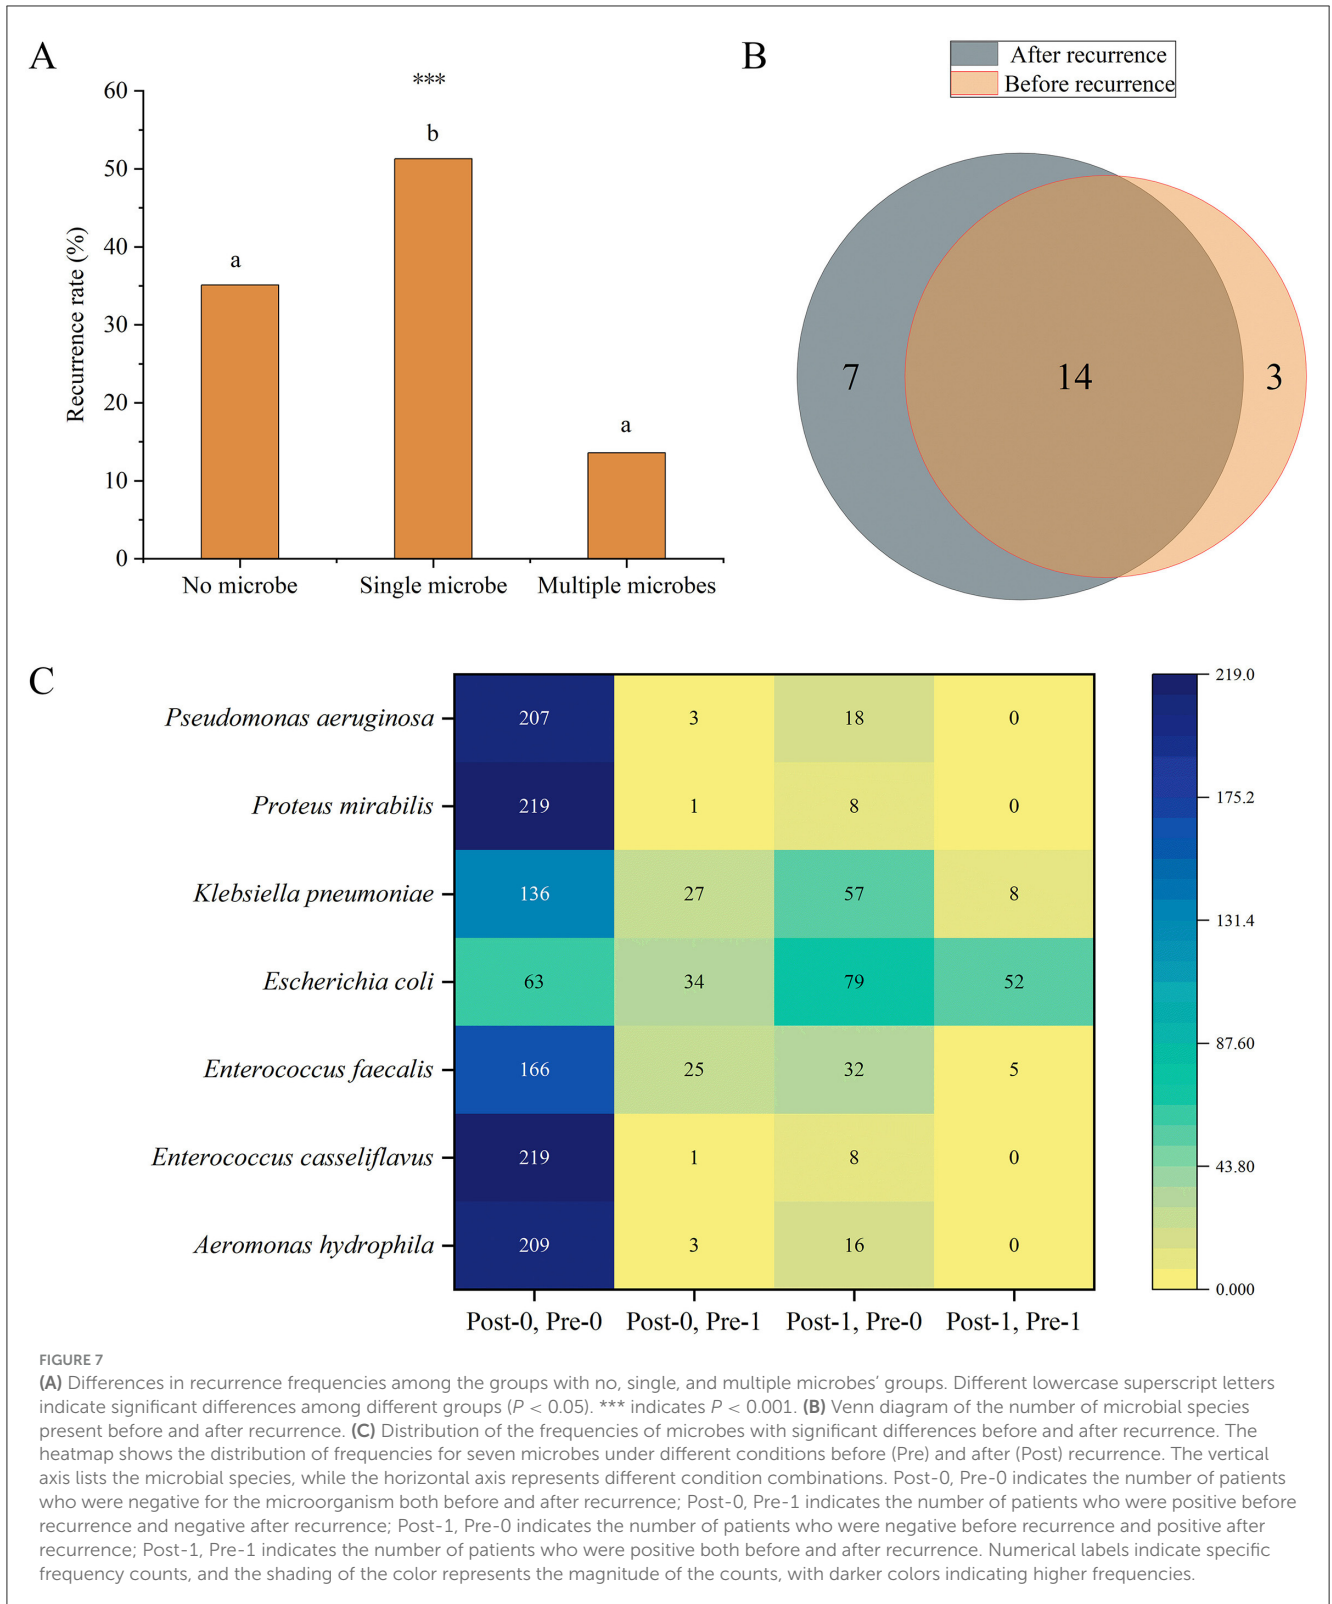 A
***
60
50
40
30
20
10
0
Recurrence rate (%)
a
b
a
No microbe
Single microbe
Multiple microbes
B
After recurrence
Before recurrence
7
14
3
C
Pseudomonas aeruginosa 207 3 18 0
Proteus mirabilis 219 1 8 0
Klebsiella pneumoniae 136 27 57 8
Escherichia coli 63 34 79 52
Enterococcus faecalis 166 25 32 5
Enterococcus casseliflavus 219 1 8 0
Aeromonas hydrophila 209 3 16 0
Post-0, Pre-0 Post-0, Pre-1 Post-1, Pre-0 Post-1, Pre-1
219.0
175.2
131.4
87.60
43.80
0.000
FIGURE 7
(A) Differences in recurrence frequencies among the groups with no, single, and multiple microbes' groups. Different lowercase superscript letters
indicate significant differences among different groups (P < 0.05). *** indicates P < 0.001. (B) Venn diagram of the number of microbial species
present before and after recurrence. (C) Distribution of the frequencies of microbes with significant differences before and after recurrence. The
heatmap shows the distribution of frequencies for seven microbes under different conditions before (Pre) and after (Post) recurrence. The vertical
axis lists the microbial species, while the horizontal axis represents different condition combinations. Post-0, Pre-0 indicates the number of patients
who were negative for the microorganism both before and after recurrence; Post-0, Pre-1 indicates the number of patients who were positive before
recurrence and negative after recurrence; Post-1, Pre-0 indicates the number of patients who were negative before recurrence and positive after
recurrence; Post-1, Pre-1 indicates the number of patients who were positive both before and after recurrence. Numerical labels indicate specific
frequency counts, and the shading of the color represents the magnitude of the counts, with darker colors indicating higher frequencies.